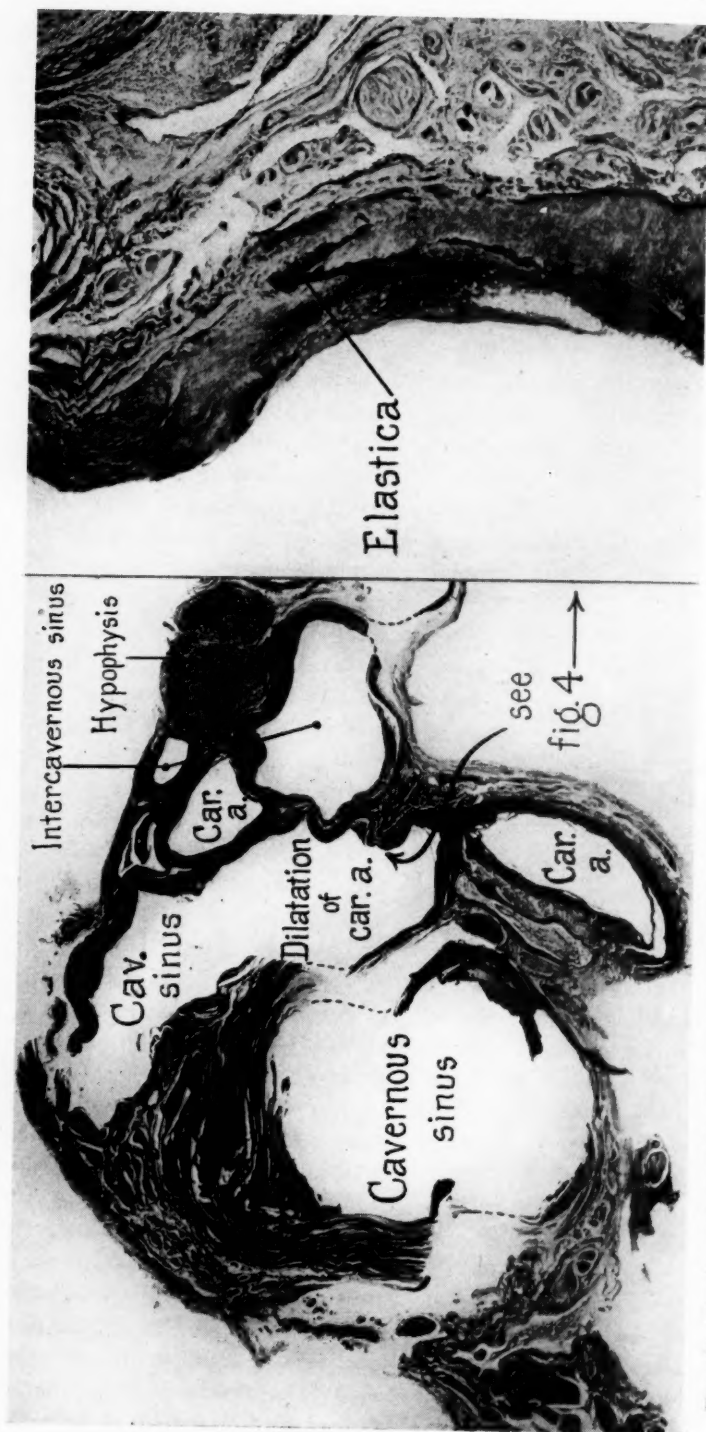 Intercavernous sinus
Hypophysis
Car.
a.
Cav.
sinus
Dilatation
of
car. a.
see
fig. 4
Car.
a.
Cavernous
sinus
Elastica